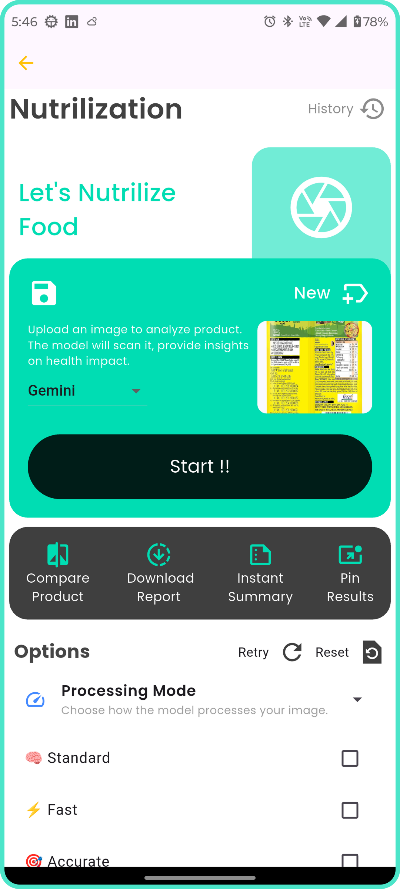 5:46
Vo))
LTE
78%
Nutrilization
History
Let's Nutrilize
Food
New
Upload an image to analyze product.
The model will scan it, provide insights
on health impact.
Gemini
Start !!
Compare
Product
Download
Report
Instant
Summary
Pin
Results
Options
Retry
Reset
Processing Mode
Choose how the model processes your image.
Standard
Fast
Accurate